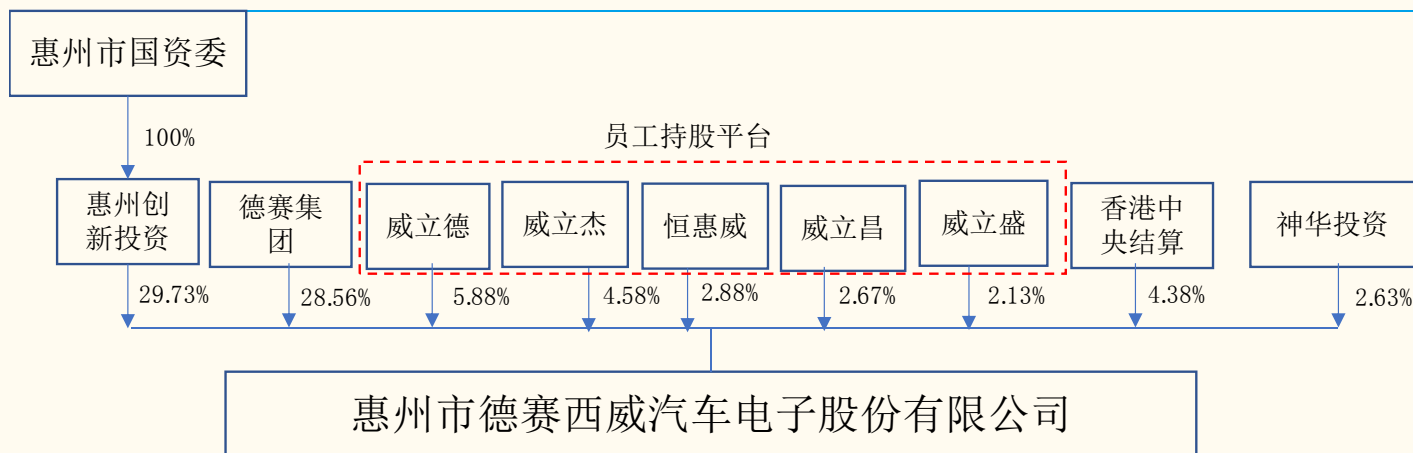 惠州市国资委
100%
员工持股平台
惠州创
新投资
德赛集
团
威立德
威立杰
恒惠威
威立昌
威立盛
香港中
央结算
神华投资
29.73%
28.56%
5.88%
4.58%
2.88%
2.67%
2.13%
4.38%
2.63%
惠州市德赛西威汽车电子股份有限公司